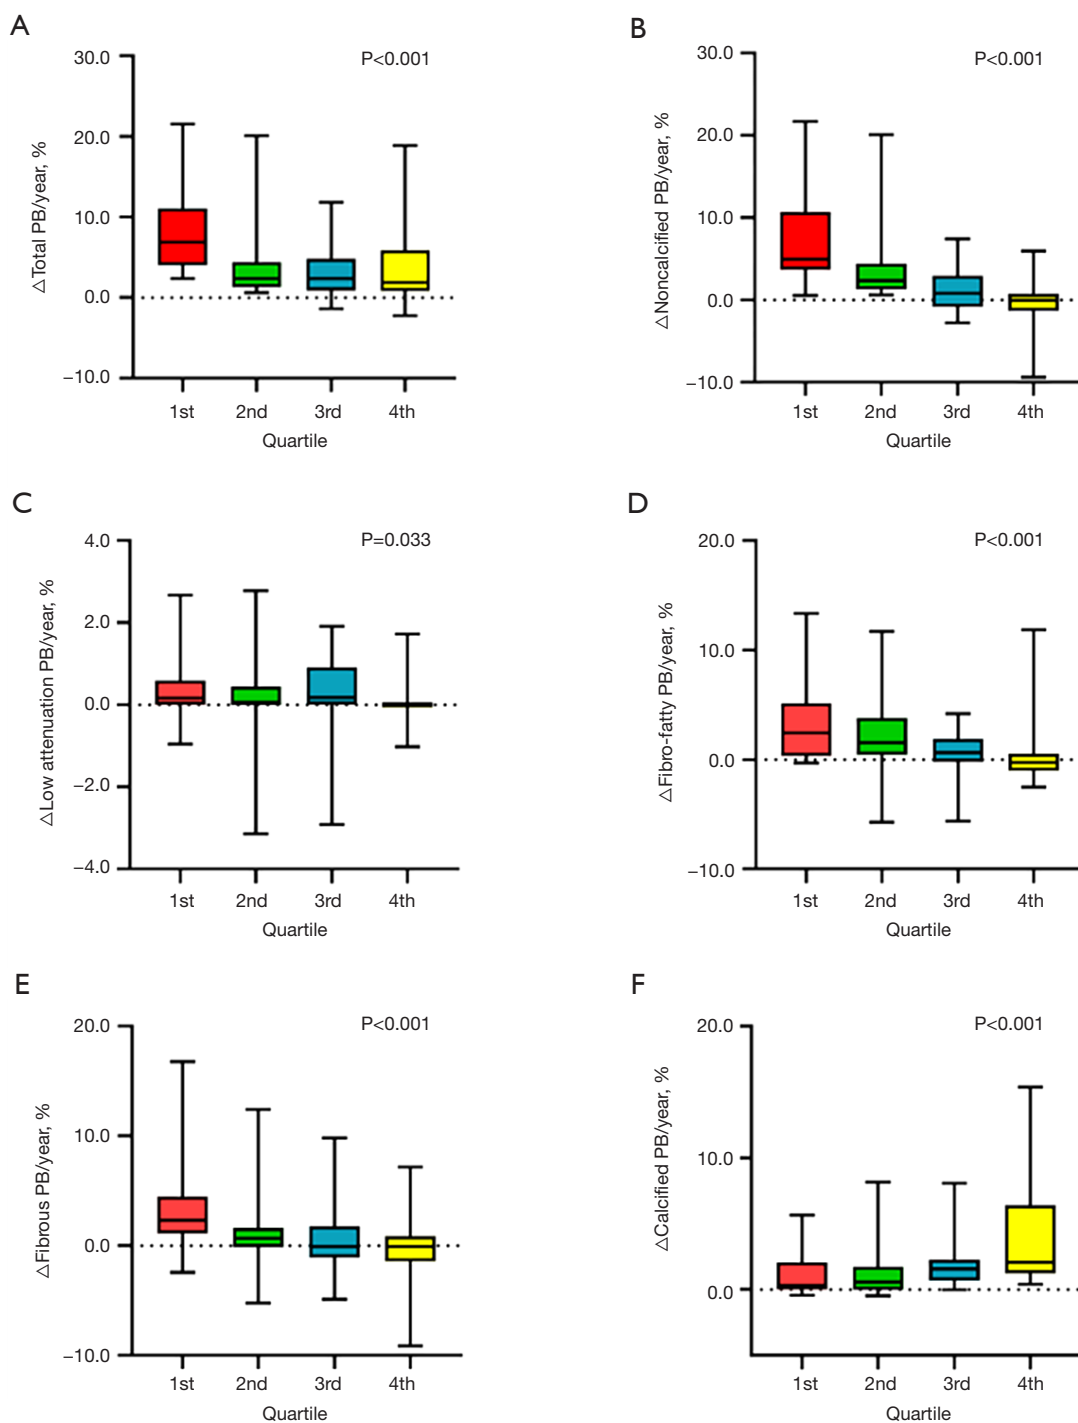 A
P<0.001
△Total PB/year, %
30.0
20.0
10.0
0.0
−10.0
1st 2nd 3rd 4th
Quartile
B
P<0.001
△Noncalcified PB/year, %
30.0
20.0
10.0
0.0
−10.0
1st 2nd 3rd 4th
Quartile
C
P=0.033
△Low attenuation PB/year, %
4.0
2.0
0.0
−2.0
−4.0
1st 2nd 3rd 4th
Quartile
D
P<0.001
△Fibro-fatty PB/year, %
20.0
10.0
0.0
−10.0
1st 2nd 3rd 4th
Quartile
E
P<0.001
△Fibrous PB/year, %
20.0
10.0
0.0
−10.0
1st 2nd 3rd 4th
Quartile
F
P<0.001
△Calcified PB/year, %
20.0
10.0
0.0
1st 2nd 3rd 4th
Quartile